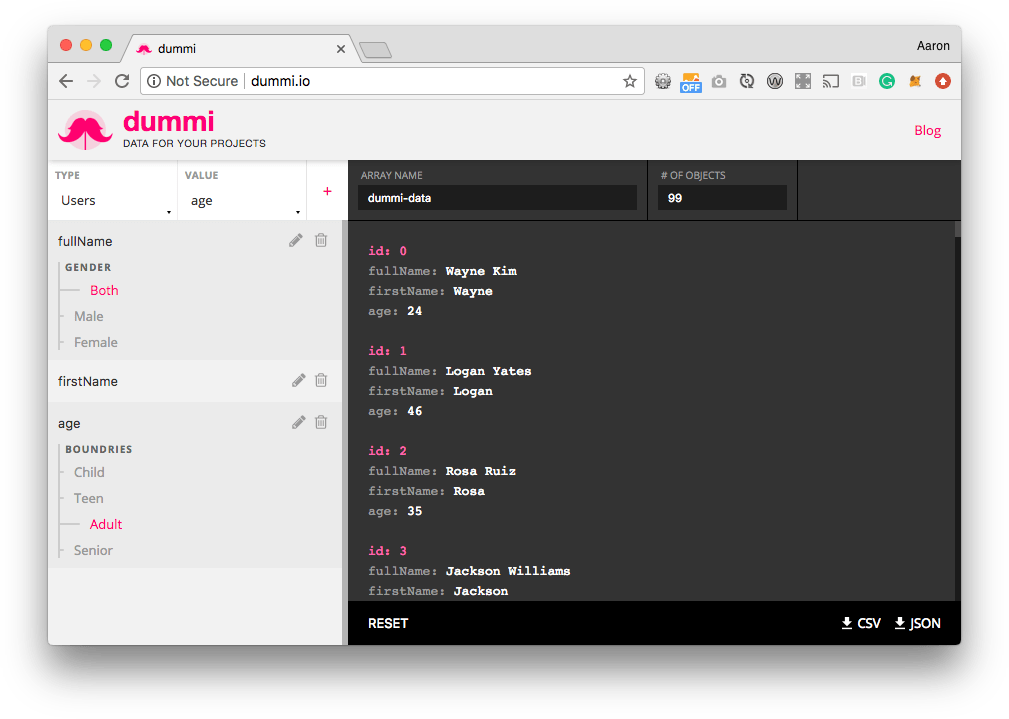 dummi
Aaron
Not Secure
dummi.io
OFF
dummi
DATA FOR YOUR PROJECTS
Blog
TYPE
Users
VALUE
age
+
ARRAY NAME
dummi-data
# OF OBJECTS
99
fullName
GENDER
Both
Male
Female
firstName
age
BOUNDRIES
Child
Teen
Adult
Senior
id: 0
fullName: Wayne Kim
firstName: Wayne
age: 24
id: 1
fullName: Logan Yates
firstName: Logan
age: 46
id: 2
fullName: Rosa Ruiz
firstName: Rosa
age: 35
id: 3
fullName: Jackson Williams
firstName: Jackson
RESET
CSV
JSON